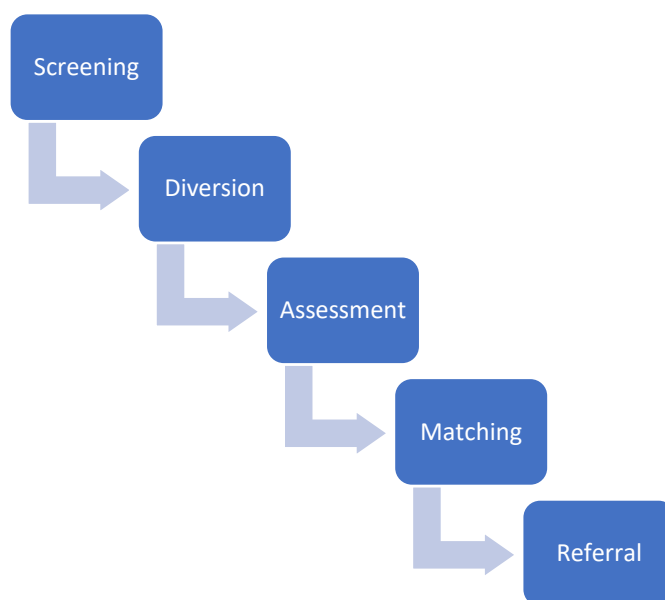 Screening
Diversion
Assessment
Matching
Referral